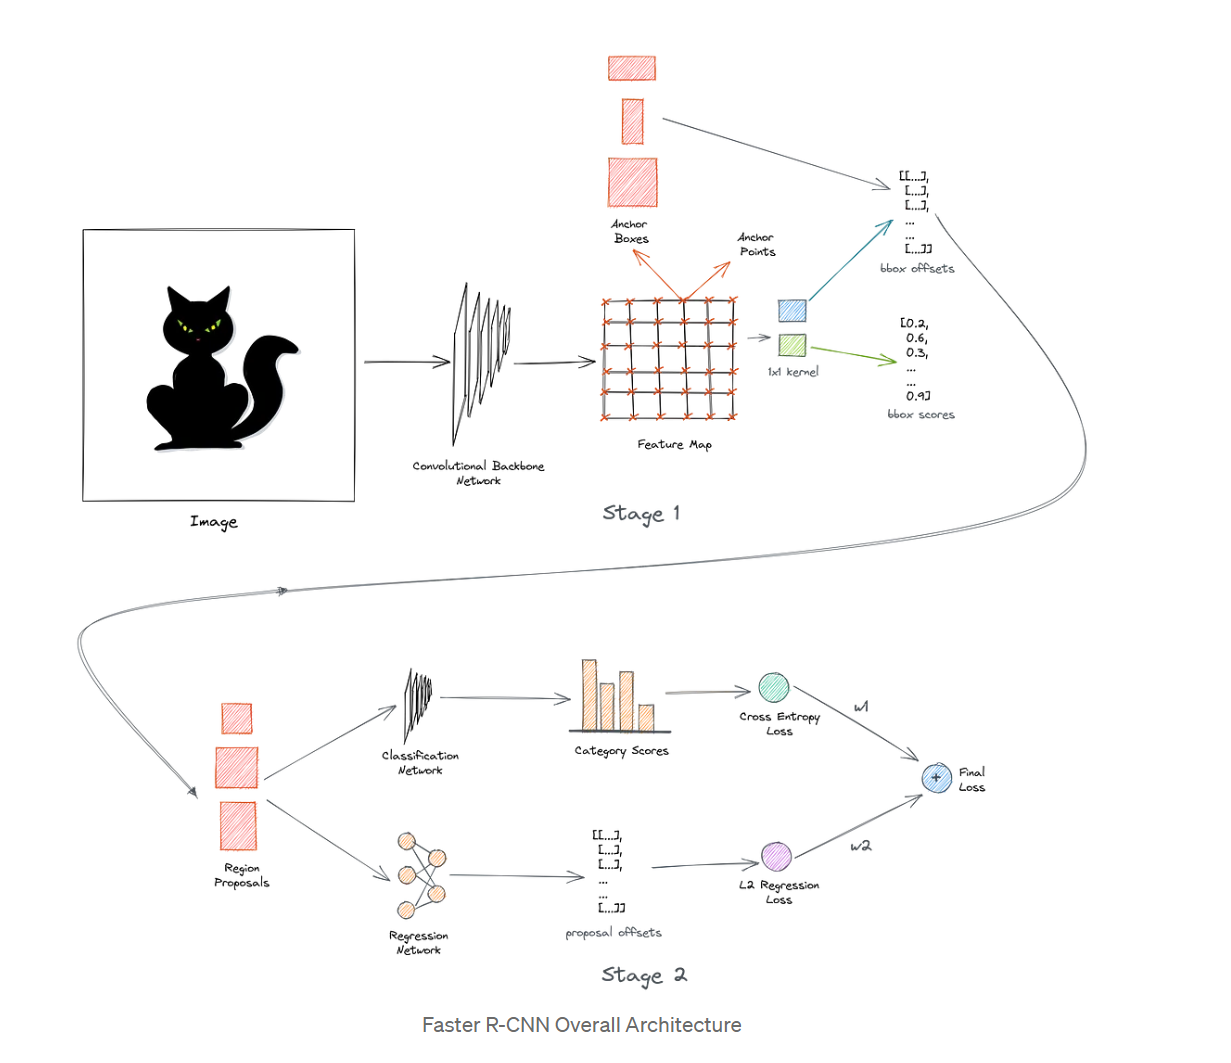 Anchor
Boxes
Anchor
Points
[[...],
[...],
[...],
...
...
[...]]
bbox offsets
[0.2,
0.6,
0.3,
...
...
0.9]
bbox scores
1x1 kernel
Feature Map
Convolutional Backbone
Network
Image
Stage 1
Region
Proposals
Classification
Network
Category Scores
Cross Entropy
Loss
w1
Final
Loss
+
w2
Regression
Network
[[...],
[...],
[...],
...
...
[...]]
proposal offsets
L2 Regression
Loss
Stage 2
Faster R-CNN Overall Architecture